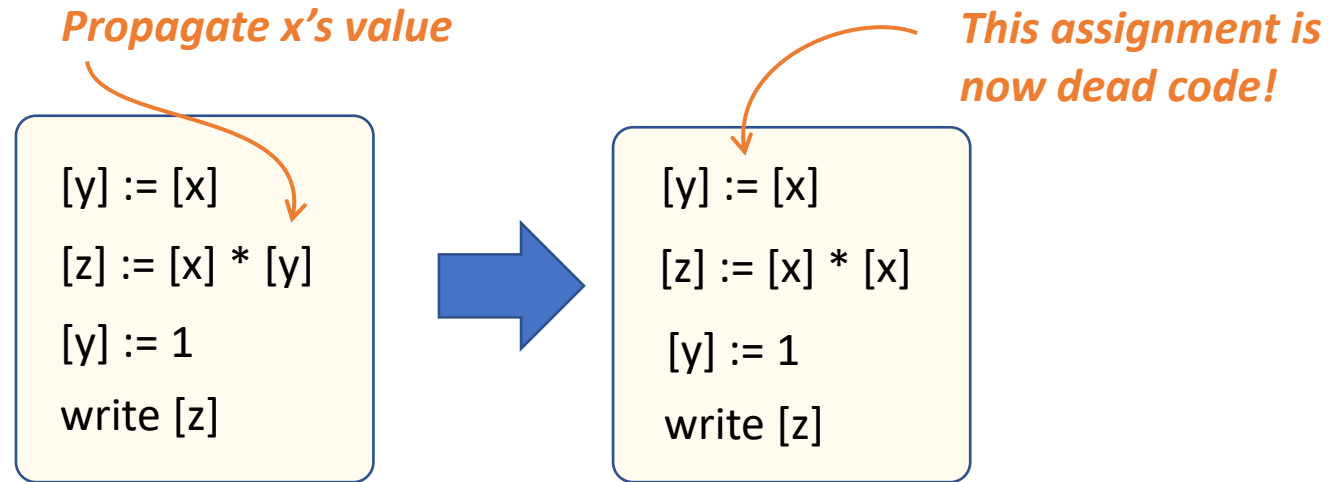 Propagate x's value
This assignment is
now dead code!
[y] := [x]
[z] := [x] * [y]
[y] := 1
write [z]
[y] := [x]
[z] := [x] * [x]
[y] := 1
write [z]